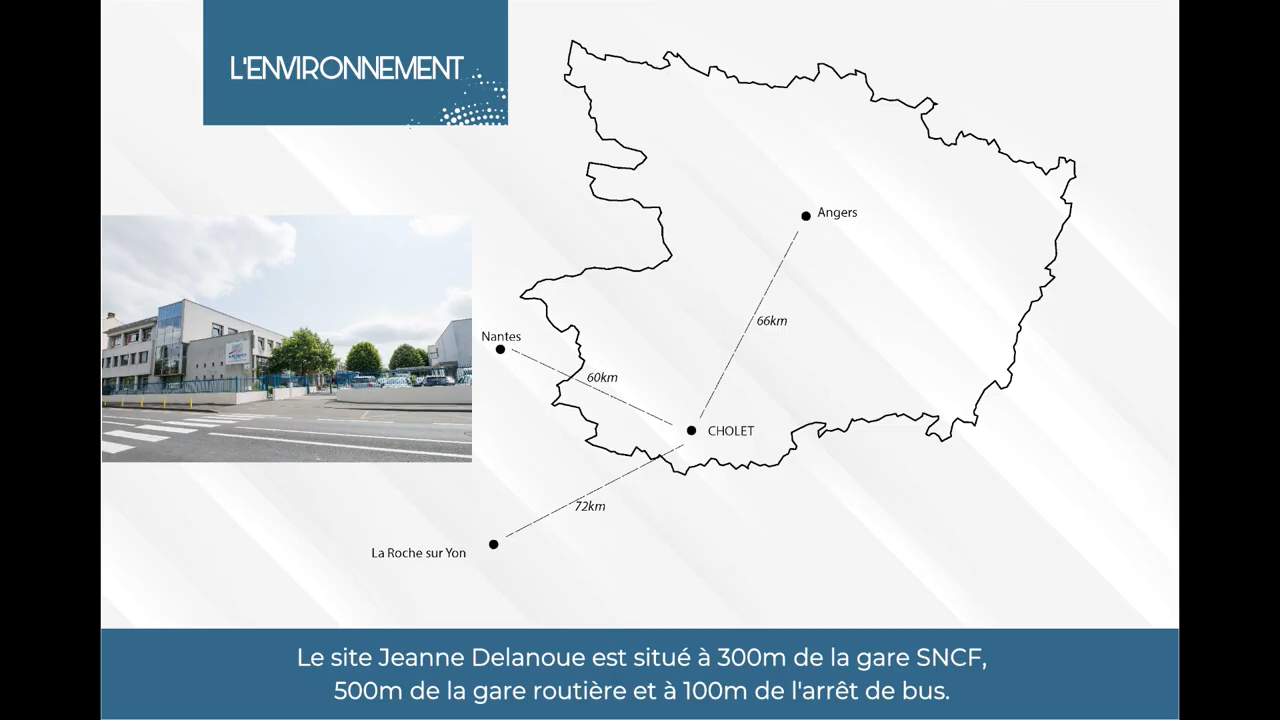 L'ENVIRONNEMENT
Angers
66km
Nantes
60km
CHOLET
72km
La Roche sur Yon
Le site Jeanne Delanoue est situé à 300m de la gare SNCF,
500m de la gare routière et à 100m de l'arrêt de bus.